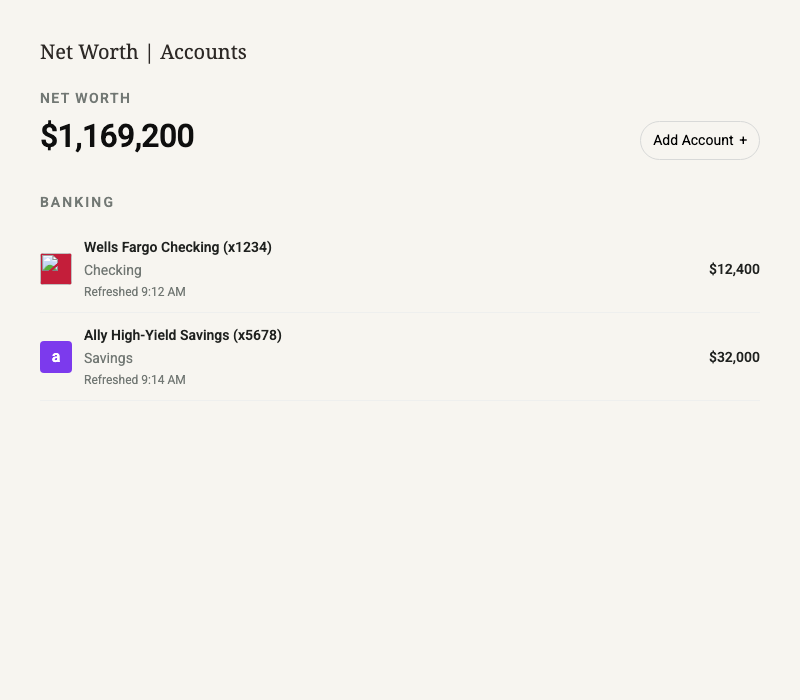 Net Worth | Accounts
NET WORTH
$1,169,200
Add Account +
BANKING
Wells Fargo Checking (x1234)
Checking
Refreshed 9:12 AM
$12,400
a
Ally High-Yield Savings (x5678)
Savings
Refreshed 9:14 AM
$32,000